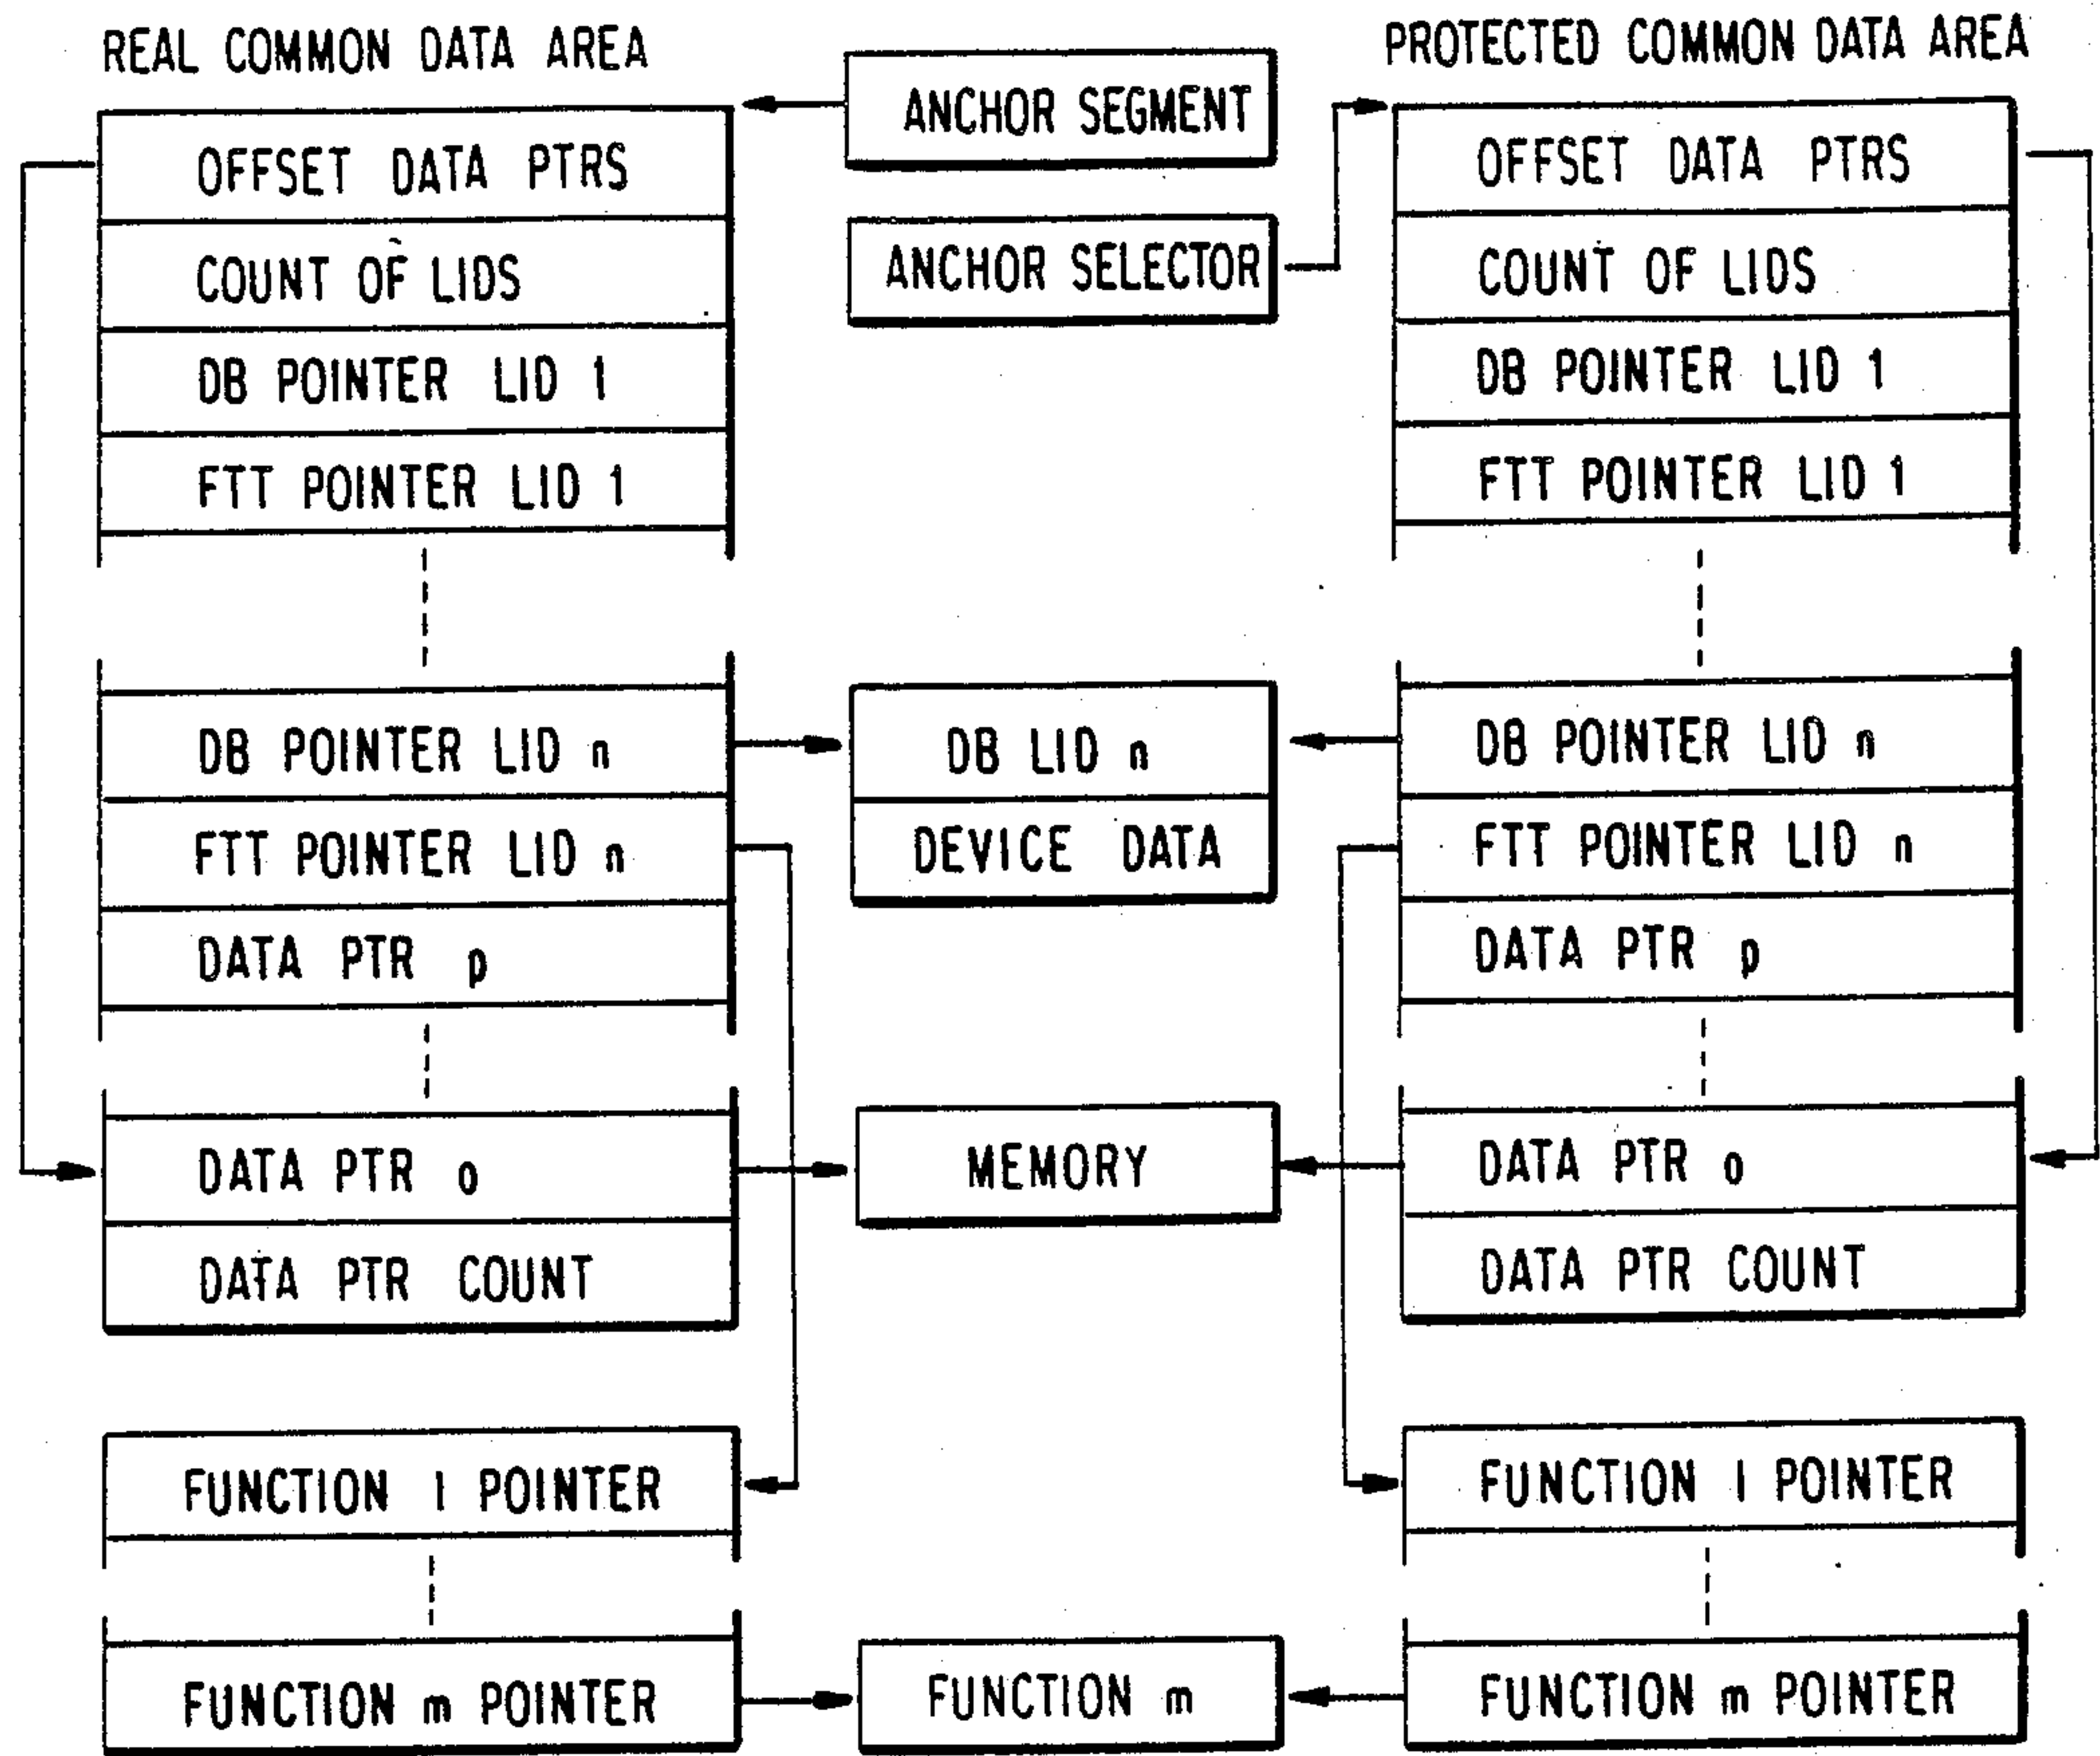 REAL COMMON DATA AREA
OFFSET DATA PTRS
COUNT OF LIDS
DB POINTER LID 1
FTT POINTER LID 1
DB POINTER LID n
FTT POINTER LID n
DATA PTR p
DATA PTR o
DATA PTR COUNT
FUNCTION 1 POINTER
FUNCTION m POINTER
ANCHOR SEGMENT
ANCHOR SELECTOR
DB LID n
DEVICE DATA
MEMORY
FUNCTION m
PROTECTED COMMON DATA AREA
OFFSET DATA PTRS
COUNT OF LIDS
DB POINTER LID 1
FTT POINTER LID 1
DB POINTER LID n
FTT POINTER LID n
DATA PTR p
DATA PTR o
DATA PTR COUNT
FUNCTION 1 POINTER
FUNCTION m POINTER